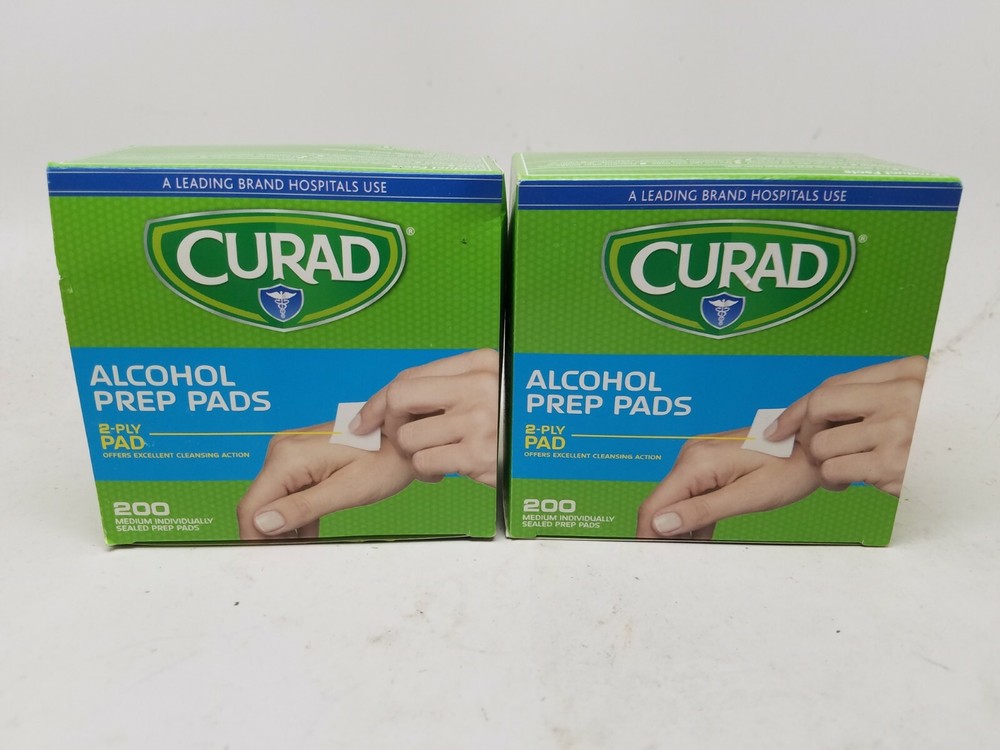 A LEADING BRAND HOSPITALS USE
CURAD®
ALCOHOL
PREP PADS
2-PLY
PAD
OFFERS EXCELLENT CLEANSING ACTION
200
MEDIUM INDIVIDUALLY
SEALED PREP PADS
A LEADING BRAND HOSPITALS USE
CURAD®
ALCOHOL
PREP PADS
2-PLY
PAD
OFFERS EXCELLENT CLEANSING ACTION
200
MEDIUM INDIVIDUALLY
SEALED PREP PADS